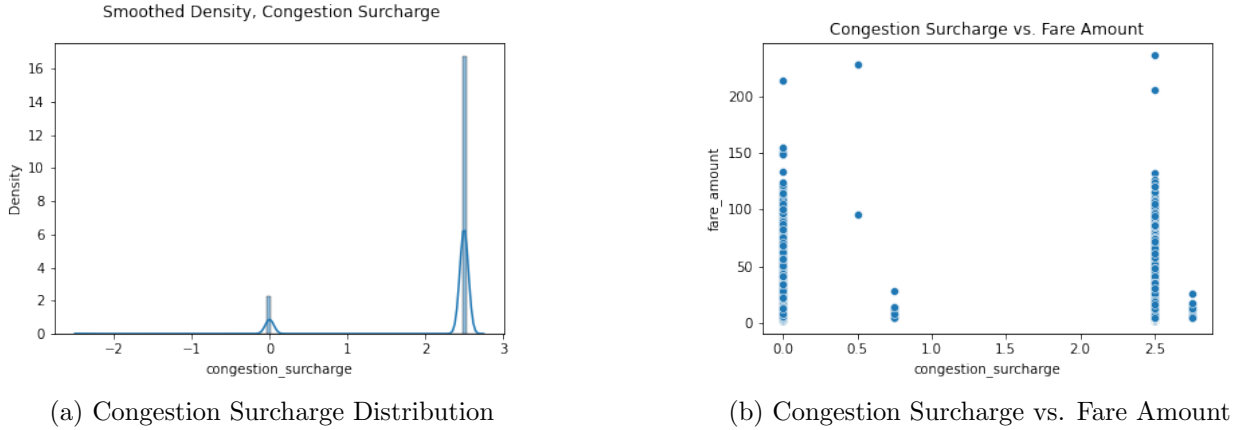 Smoothed Density, Congestion Surcharge
16
14
12
10
8
6
4
2
0
Density
−2 −1 0 1 2 3
congestion_surcharge
(a) Congestion Surcharge Distribution
Congestion Surcharge vs. Fare Amount
200
150
100
50
0
fare_amount
0.0 0.5 1.0 1.5 2.0 2.5
congestion_surcharge
(b) Congestion Surcharge vs. Fare Amount